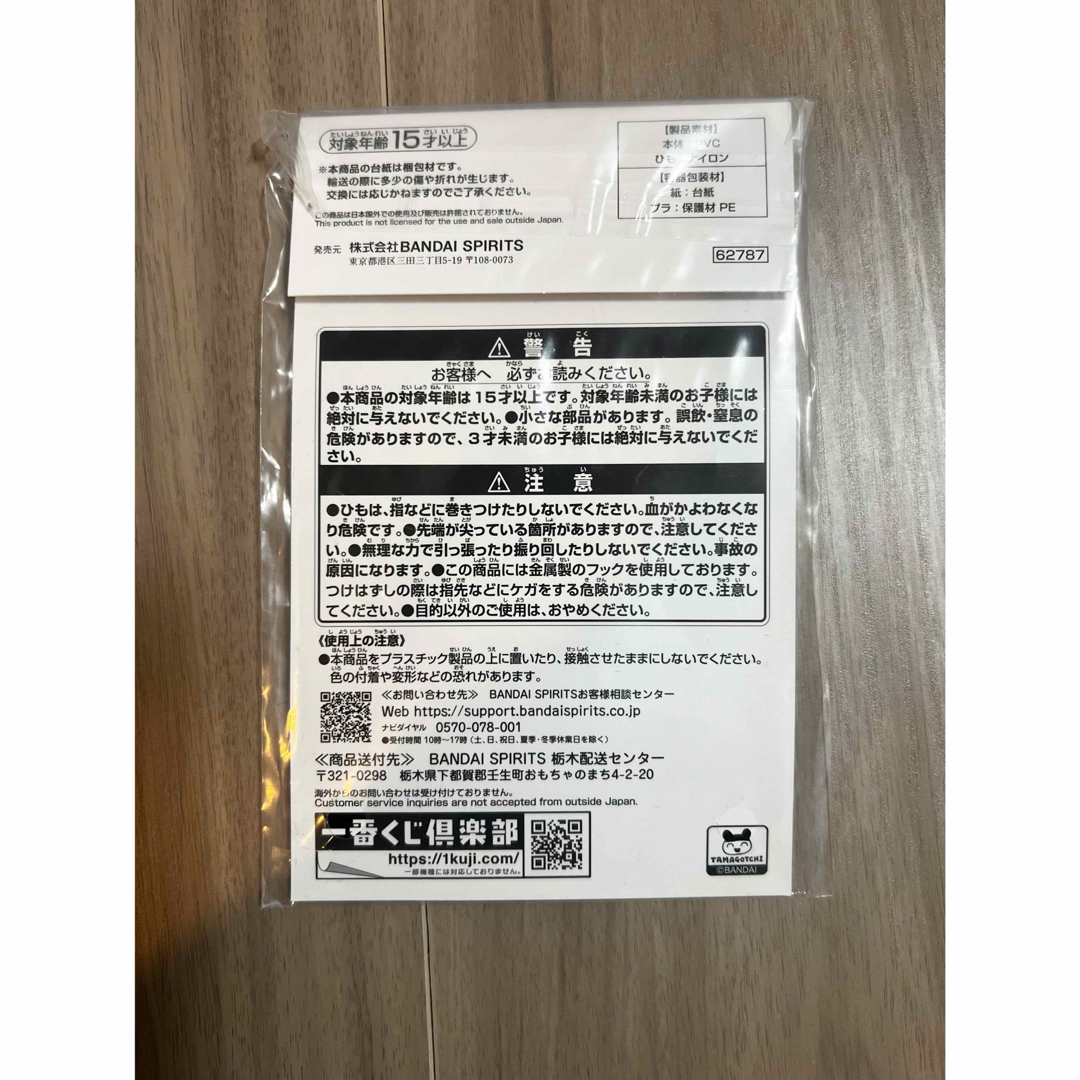 対象年齢15才以上
たいしょうねんれい さい いじょう
※本商品の台紙は梱包材です。
輸送の際に多少の傷や折れが生じます。
交換には応じかねますのでご了承ください。
この商品は日本国外での使用及び販売は許諾されておりません。
This product is not licensed for the use and sale outside Japan.
【製品素材】
本体 VC
ひも ナイロン
【容器包装材】
紙：台紙
プラ：保護材 PE
発売元 株式会社BANDAI SPIRITS
東京都港区三田三丁目5-19 〒108-0073
62787
⚠ 警告
お客様へ 必ずお読みください。
●本商品の対象年齢は15才以上です。対象年齢未満のお子様には
絶対に与えないでください。●小さな部品があります。誤飲・窒息の
危険がありますので、3才未満のお子様には絶対に与えないでくだ
さい。
⚠ 注意
●ひもは、指などに巻きつけたりしないでください。血がかよわなくな
り危険です。●先端が尖っている箇所がありますので、注意してくださ
い。●無理な力で引っ張ったり振り回したりしないでください。事故の
原因になります。●この商品には金属製のフックを使用しております。
つけはずしの際は指先などにケガをする危険がありますので、注意し
てください。●目的以外のご使用は、おやめください。
《使用上の注意》
●本商品をプラスチック製品の上に置いたり、接触させたままにしないでください。
色の付着や変形などの恐れがあります。
≪お問い合わせ先≫ BANDAI SPIRITSお客様相談センター
Web https://support.bandaispirits.co.jp
ナビダイヤル 0570-078-001
●受付時間 10時〜17時(土、日、祝日、夏季・冬季休業日を除く)
≪商品送付先≫ BANDAI SPIRITS 栃木配送センター
〒321-0298 栃木県下都賀郡壬生町おもちゃのまち4-2-20
海外からのお問い合わせは受け付けておりません。
Customer service inquiries are not accepted from outside Japan.
一番くじ倶楽部
https://1kuji.com/
一部機種には対応しておりません。
TAMAGOTCHI
©BANDAI